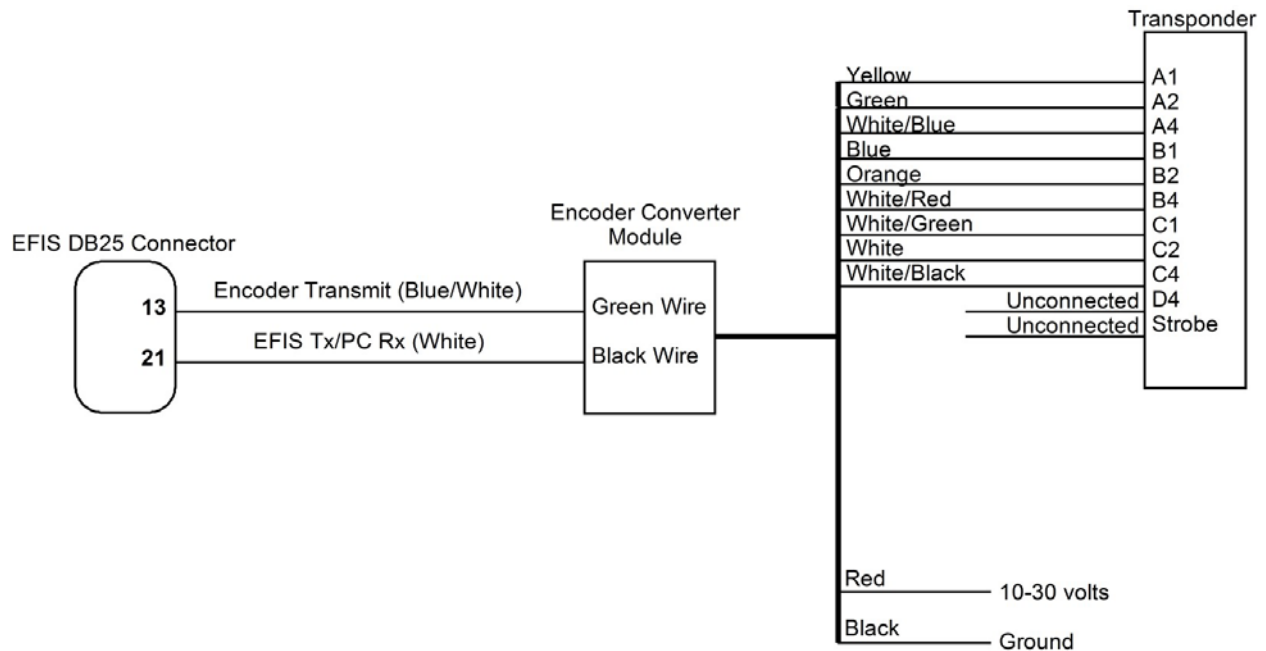 Transponder
Yellow
A1
Green
A2
White/Blue
A4
Blue
B1
Orange
B2
White/Red
B4
White/Green
C1
White
C2
White/Black
C4
Unconnected
D4
Unconnected
Strobe
Encoder Converter
Module
EFIS DB25 Connector
13
Encoder Transmit (Blue/White)
Green Wire
21
EFIS Tx/PC Rx (White)
Black Wire
Red
10-30 volts
Black
Ground